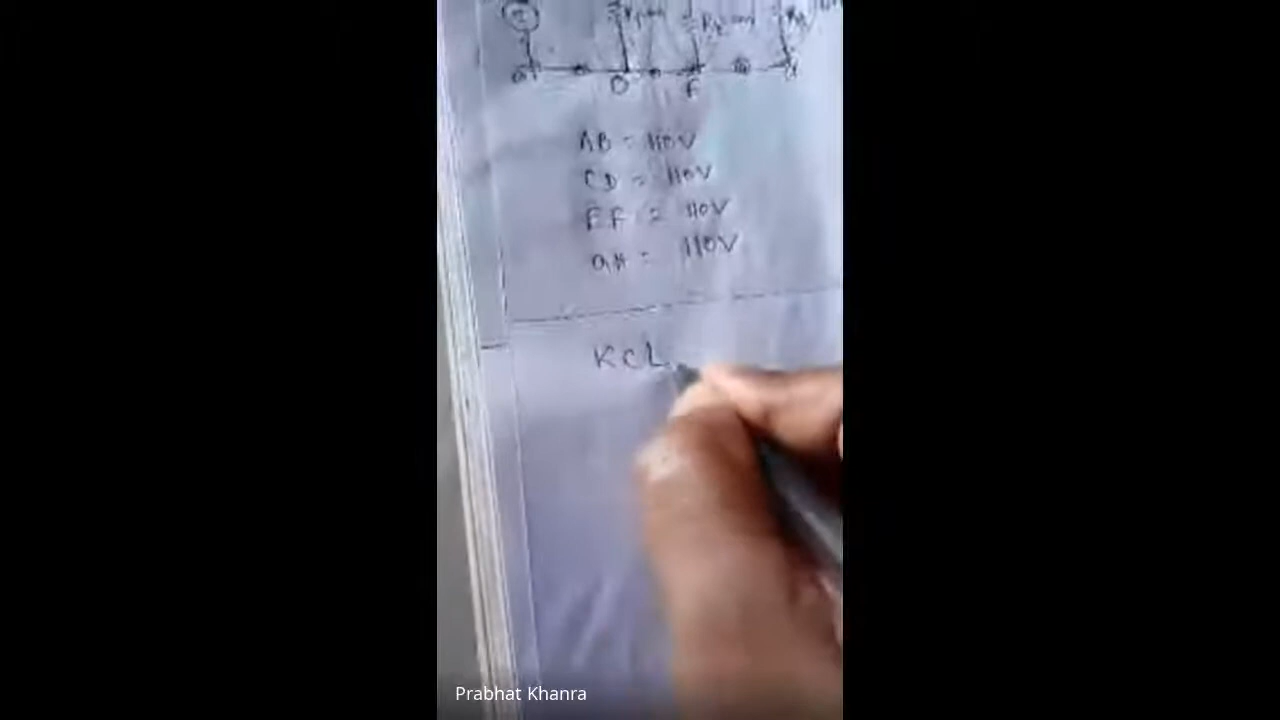 D F
AB = 110V
CD = 110V
EF = 110V
GH = 110V
KCL
Prabhat Khanra